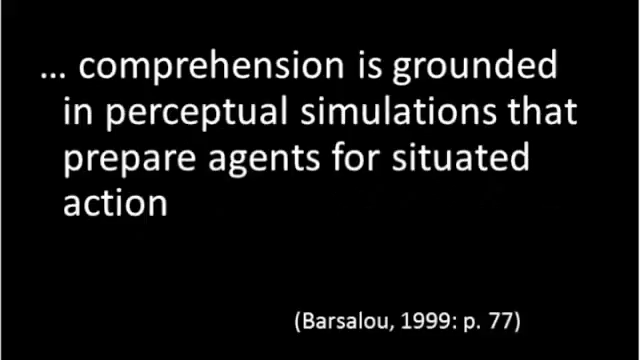 … comprehension is grounded
in perceptual simulations that
prepare agents for situated
action
(Barsalou, 1999: p. 77)